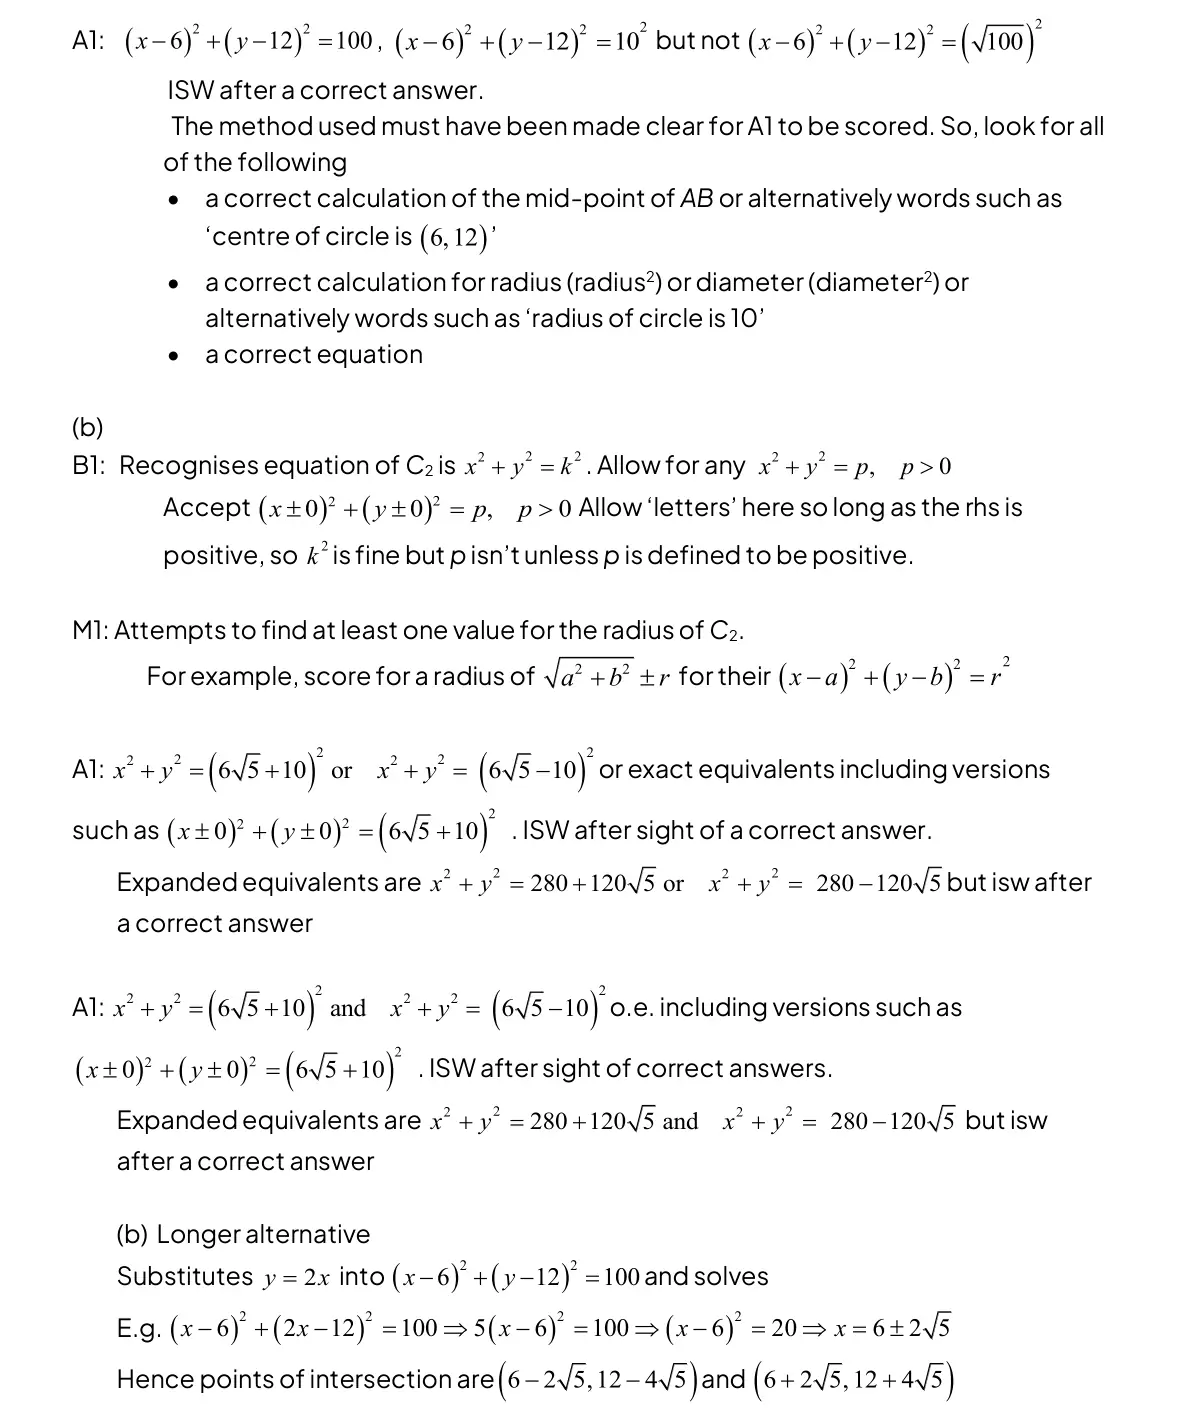 A1: (x−6)² +(y−12)² =100, (x−6)² +(y−12)² =10² but not (x−6)² +(y−12)² =(√100)²
ISW after a correct answer.
The method used must have been made clear for A1 to be scored. So, look for all
of the following
• a correct calculation of the mid-point of AB or alternatively words such as
‘centre of circle is (6, 12)’
• a correct calculation for radius (radius²) or diameter (diameter²) or
alternatively words such as ‘radius of circle is 10’
• a correct equation
(b)
B1: Recognises equation of C₂ is x² + y² = k². Allow for any x² + y² = p, p > 0
Accept (x±0)² +(y±0)² = p, p > 0 Allow ‘letters’ here so long as the rhs is
positive, so k² is fine but p isn’t unless p is defined to be positive.
M1: Attempts to find at least one value for the radius of C₂.
For example, score for a radius of √(a² + b²) ± r for their (x−a)² +(y−b)² = r²
A1: x² + y² =(6√5+10)² or x² + y² = (6√5−10)² or exact equivalents including versions
such as (x±0)² +(y±0)² =(6√5+10)² . ISW after sight of a correct answer.
Expanded equivalents are x² + y² = 280+120√5 or x² + y² = 280−120√5 but isw after
a correct answer
A1: x² + y² =(6√5+10)² and x² + y² = (6√5−10)² o.e. including versions such as
(x±0)² +(y±0)² =(6√5+10)² . ISW after sight of correct answers.
Expanded equivalents are x² + y² = 280+120√5 and x² + y² = 280−120√5 but isw
after a correct answer
(b) Longer alternative
Substitutes y = 2x into (x−6)² +(y−12)² =100 and solves
E.g. (x−6)² +(2x−12)² =100 ⇒ 5(x−6)² =100 ⇒ (x−6)² = 20 ⇒ x = 6±2√5
Hence points of intersection are (6−2√5, 12−4√5) and (6+2√5, 12+4√5)